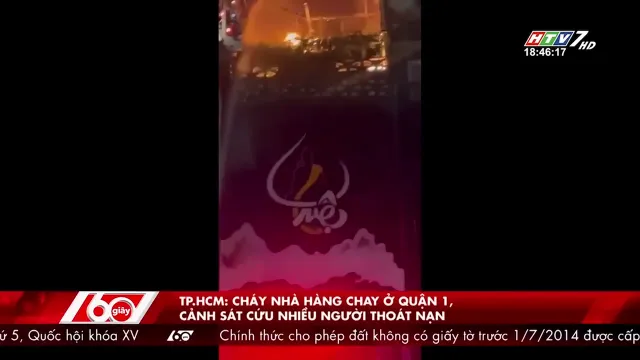 HTV7 HD
18:46:17
Mệ
60 giây
TP.HCM: CHÁY NHÀ HÀNG CHAY Ở QUẬN 1,
CẢNH SÁT CỨU NHIỀU NGƯỜI THOÁT NẠN
ứ 5, Quốc hội khóa XV 60 Chính thức cho phép đất không có giấy tờ trước 1/7/2014 được cấp